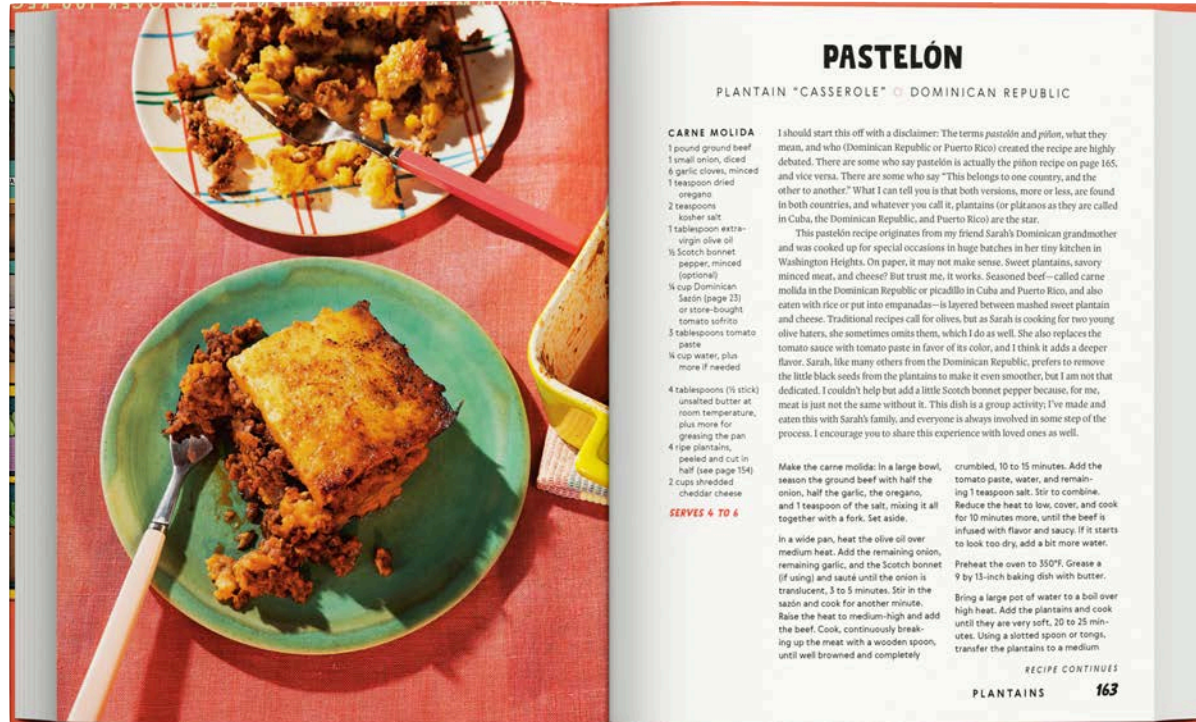 PASTELÓN
PLANTAIN “CASSEROLE” DOMINICAN REPUBLIC
CARNE MOLIDA
1 pound ground beef
1 small onion, diced
6 garlic cloves, minced
1 teaspoon dried
oregano
2 teaspoons
kosher salt
1 tablespoon extra-
virgin olive oil
½ Scotch bonnet
pepper, minced
(optional)
¼ cup Dominican
Sazón (page 23)
or store-bought
tomato sofrito
3 tablespoons tomato
paste
¼ cup water, plus
more if needed
4 tablespoons (½ stick)
unsalted butter at
room temperature,
plus more for
greasing the pan
4 ripe plantains,
peeled and cut in
half (see page 154)
2 cups shredded
cheddar cheese
SERVES 4 TO 6
I should start this off with a disclaimer: The terms pastelón and piñon, what they
mean, and who (Dominican Republic or Puerto Rico) created the recipe are highly
debated. There are some who say pastelón is actually the piñon recipe on page 165,
and vice versa. There are some who say “This belongs to one country, and the
other to another.” What I can tell you is that both versions, more or less, are found
in both countries, and whatever you call it, plantains (or plátanos as they are called
in Cuba, the Dominican Republic, and Puerto Rico) are the star.
This pastelón recipe originates from my friend Sarah’s Dominican grandmother
and was cooked up for special occasions in huge batches in her tiny kitchen in
Washington Heights. On paper, it may not make sense. Sweet plantains, savory
minced meat, and cheese? But trust me, it works. Seasoned beef—called carne
molida in the Dominican Republic or picadillo in Cuba and Puerto Rico, and also
eaten with rice or put into empanadas—is layered between mashed sweet plantain
and cheese. Traditional recipes call for olives, but as Sarah is cooking for two young
olive haters, she sometimes omits them, which I do as well. She also replaces the
tomato sauce with tomato paste in favor of its color, and I think it adds a deeper
flavor. Sarah, like many others from the Dominican Republic, prefers to remove
the little black seeds from the plantains to make it even smoother, but I am not that
dedicated. I couldn’t help but add a little Scotch bonnet pepper because, for me,
meat is just not the same without it. This dish is a group activity; I’ve made and
eaten this with Sarah’s family, and everyone is always involved in some step of the
process. I encourage you to share this experience with loved ones as well.
Make the carne molida: In a large bowl,
season the ground beef with half the
onion, half the garlic, the oregano,
and 1 teaspoon of the salt, mixing it all
together with a fork. Set aside.
In a wide pan, heat the olive oil over
medium heat. Add the remaining onion,
remaining garlic, and the Scotch bonnet
(if using) and sauté until the onion is
translucent, 3 to 5 minutes. Stir in the
sazón and cook for another minute.
Raise the heat to medium-high and add
the beef. Cook, continuously break-
ing up the meat with a wooden spoon,
until well browned and completely
crumbled, 10 to 15 minutes. Add the
tomato paste, water, and remain-
ing 1 teaspoon salt. Stir to combine.
Reduce the heat to low, cover, and cook
for 10 minutes more, until the beef is
infused with flavor and saucy. If it starts
to look too dry, add a bit more water.
Preheat the oven to 350°F. Grease a
9 by 13-inch baking dish with butter.
Bring a large pot of water to a boil over
high heat. Add the plantains and cook
until they are very soft, 20 to 25 min-
utes. Using a slotted spoon or tongs,
transfer the plantains to a medium
RECIPE CONTINUES
PLANTAINS 163